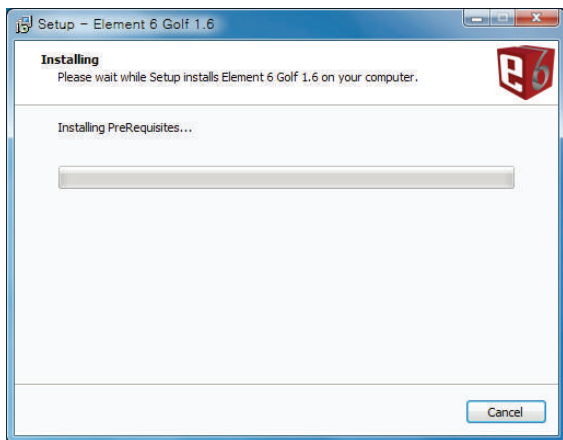 Setup - Element 6 Golf 1.6
Installing
Please wait while Setup installs Element 6 Golf 1.6 on your computer.
e6
Installing PreRequisites...
Cancel